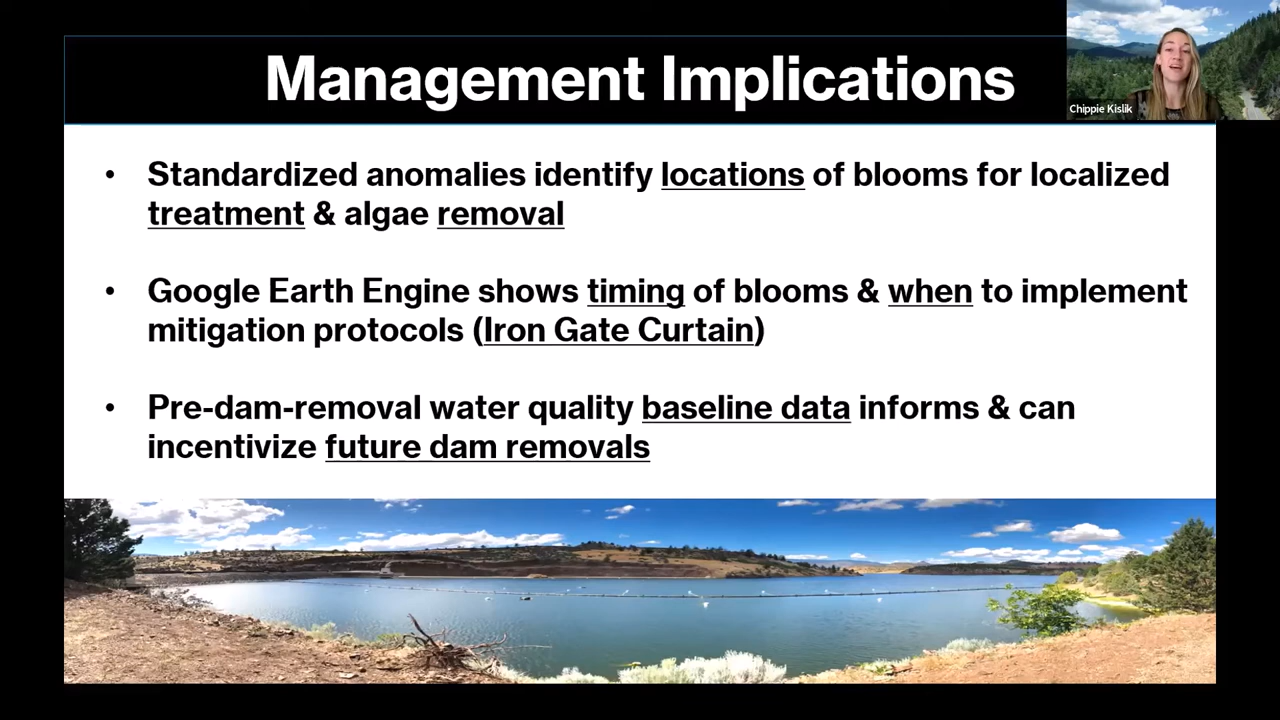 Management Implications
Chippie Kislik
• Standardized anomalies identify locations of blooms for localized
treatment & algae removal
• Google Earth Engine shows timing of blooms & when to implement
mitigation protocols (Iron Gate Curtain)
• Pre-dam-removal water quality baseline data informs & can
incentivize future dam removals